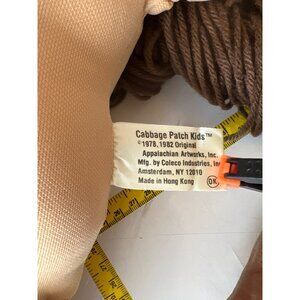 Cabbage Patch Kids™
©1978, 1982 Original
Appalachian Artworks, Inc.
Mfg. by Coleco Industries, Inc
Amsterdam, NY 12010
Made in Hong Kong
OK